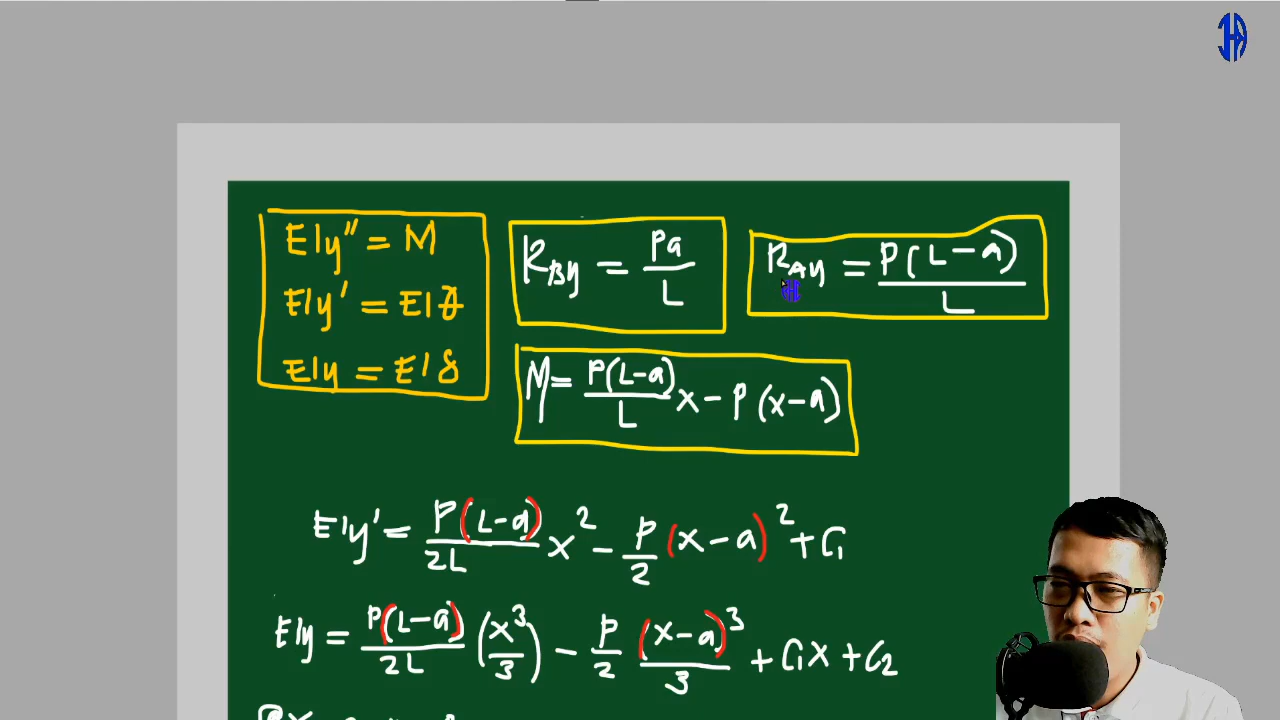 EIy'' = M
EIy' = EIθ
EIy = EIδ
R_By = Pa/L
R_Ay = P(L-a)/L
M = P(L-a)/L x - P(x-a)
EIy' = P(L-a)/2L x² - P/2 (x-a)² + C₁
EIy = P(L-a)/2L (x³/3) - P/2 (x-a)³/3 + C₁x + C₂